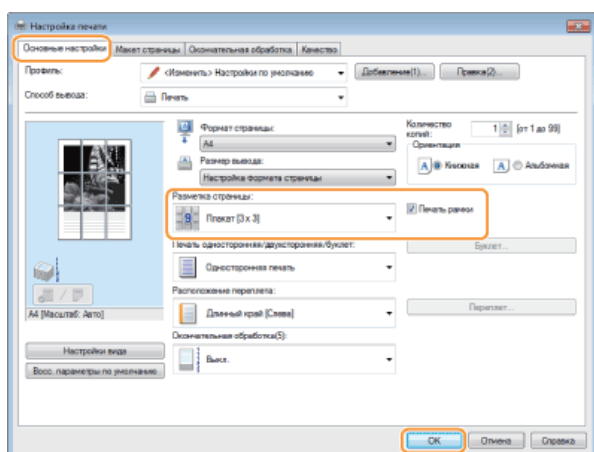 Настройка печати
Основные настройки Макет страницы Окончательная обработка Качество
Профиль: <Изменить> Настройки по умолчанию Добавление(1)... Правка(2)...
Способ вывода: Печать
Формат страницы: Количество копий: 1 [от 1 до 99]
A4
Ориентация
Размер вывода: A Книжная A Альбомная
Настройка формата страницы
Разметка страницы:
9 Плакат [3 x 3] Печать рамки
Печать односторонняя/двухсторонняя/буклет: Буклет...
Односторонняя печать
Расположение переплета:
A4 [Масштаб: Авто] Длинный край [Слева] Переплет...
Окончательная обработка(5):
Настройки вида Выкл.
Восс. параметры по умолчанию
OK Отмена Справка